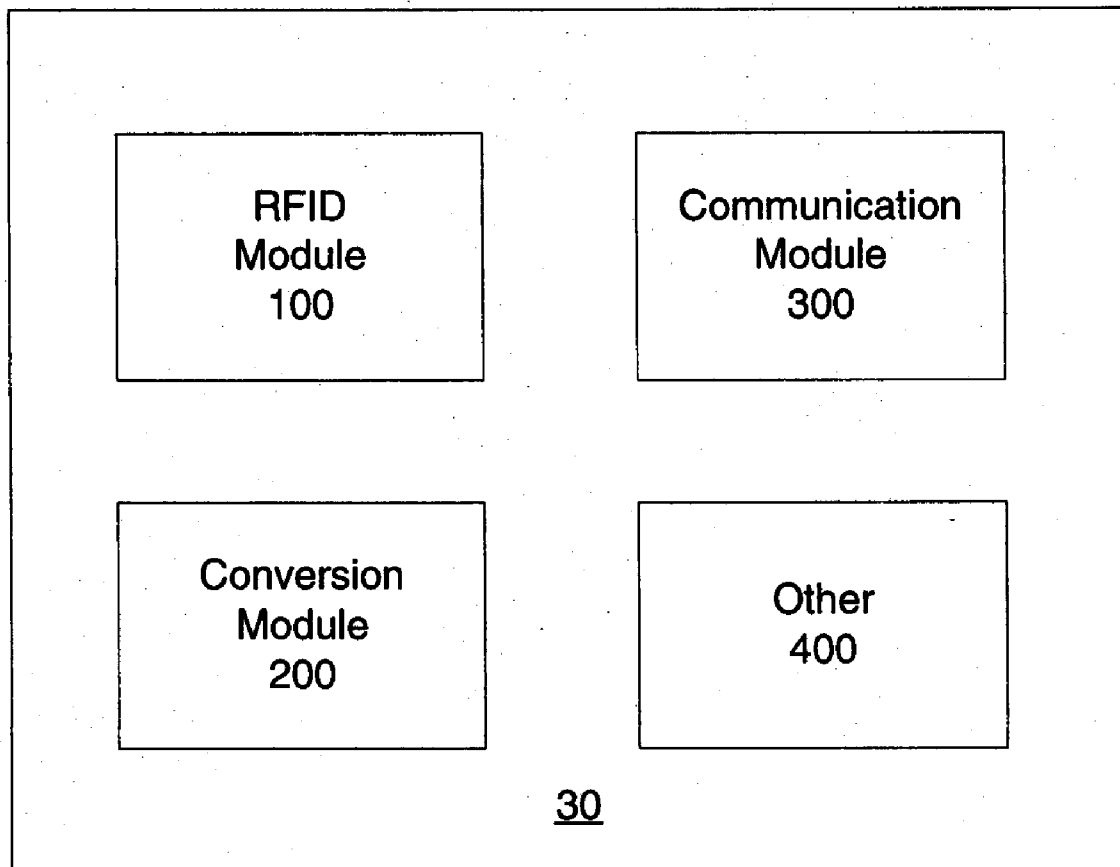 RFID
Module
100
Communication
Module
300
Conversion
Module
200
Other
400
30